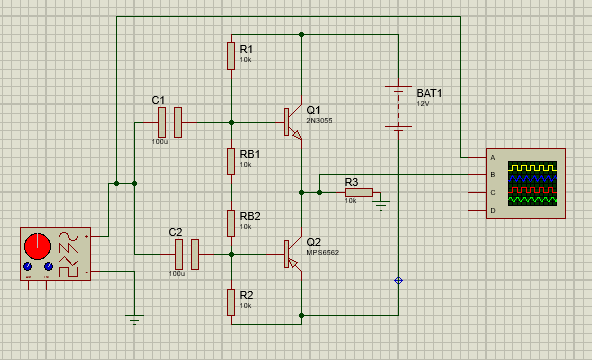 R1
10k
C1
100u
Q1
2N3055
BAT1
12V
RB1
10k
A
B
C
D
R3
10k
RB2
10k
C2
100u
Q2
MPS6562
+
-
R2
10k